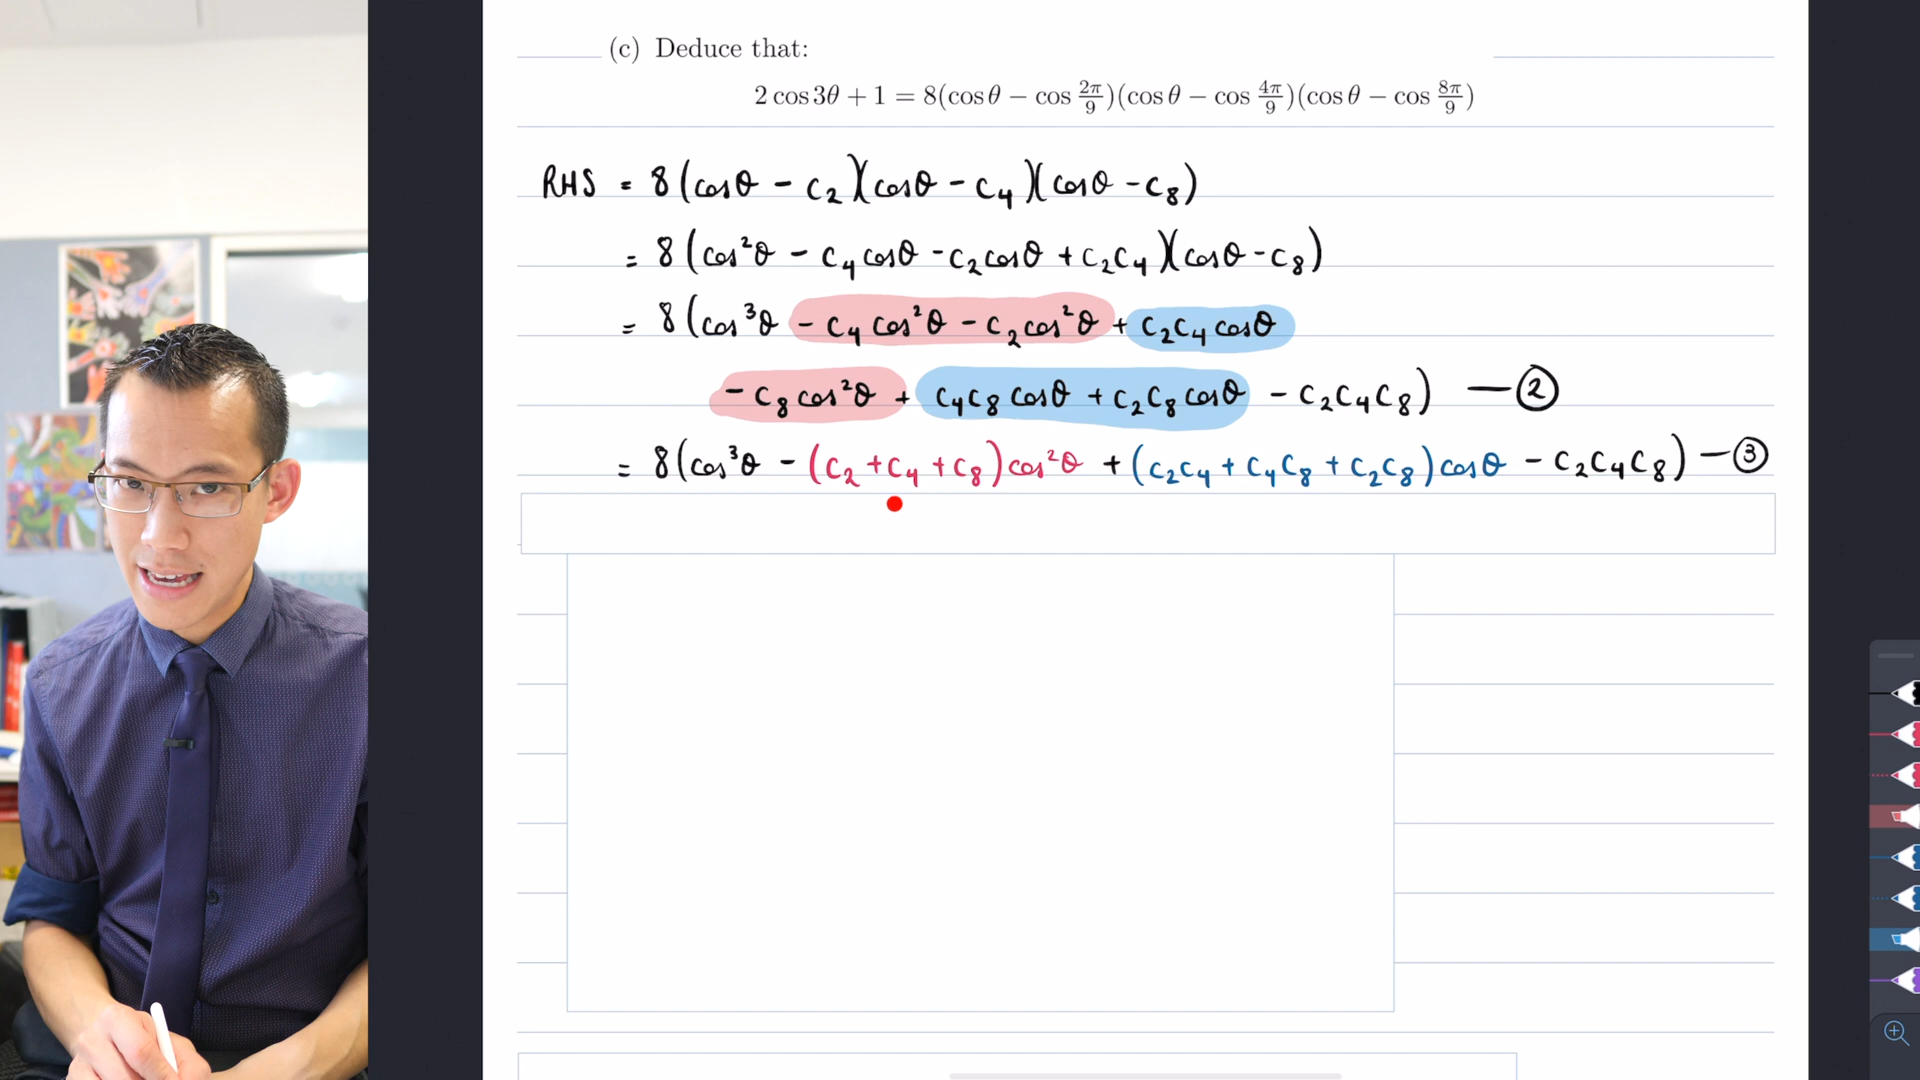 (c) Deduce that:
2 cos 3θ + 1 = 8(cos θ − cos 2π/9)(cos θ − cos 4π/9)(cos θ − cos 8π/9)
RHS = 8(cosθ − c₂)(cosθ − c₄)(cosθ − c₈)
= 8(cos²θ − c₄cosθ − c₂cosθ + c₂c₄)(cosθ − c₈)
= 8(cos³θ − c₄cos²θ − c₂cos²θ + c₂c₄cosθ
− c₈cos²θ + c₄c₈cosθ + c₂c₈cosθ − c₂c₄c₈) — ②
= 8(cos³θ − (c₂ + c₄ + c₈)cos²θ + (c₂c₄ + c₄c₈ + c₂c₈)cosθ − c₂c₄c₈) — ③